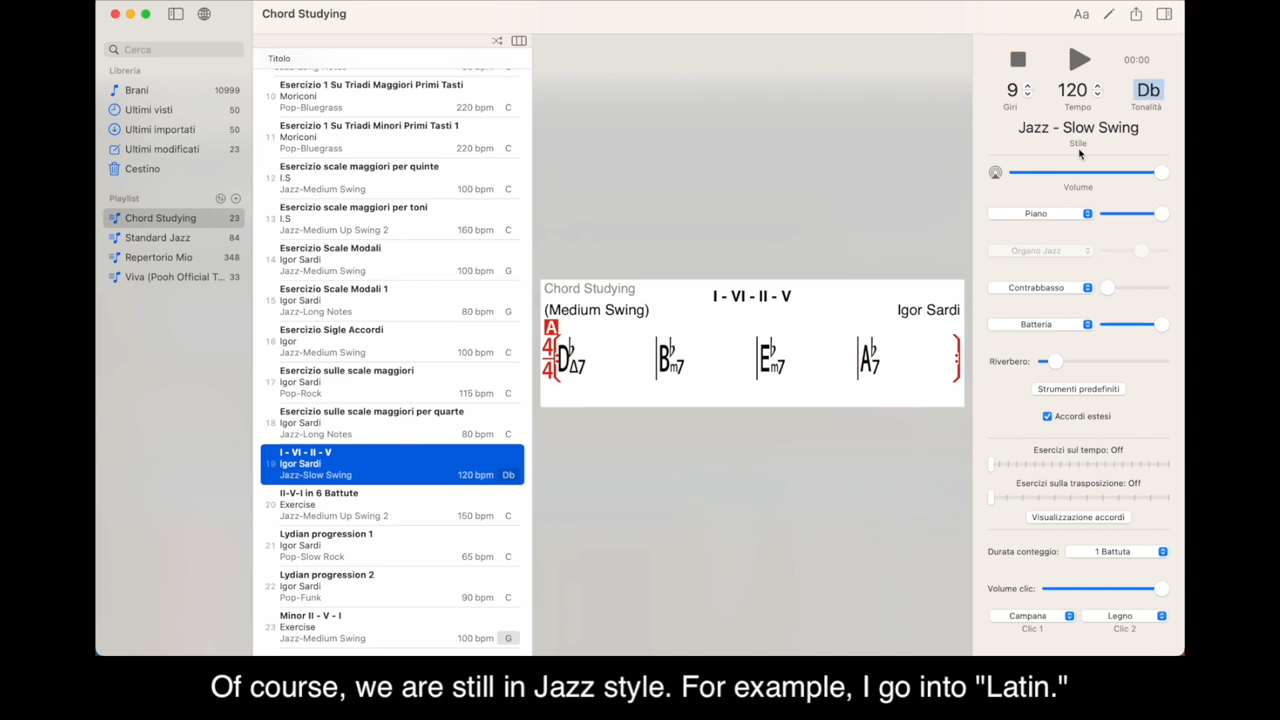 Chord Studying
Aa
Cerca
Libreria
Brani 10999
Ultimi visti 50
Ultimi importati 50
Ultimi modificati 23
Cestino
Playlist
Chord Studying 23
Standard Jazz 84
Repertorio Mio 348
Viva (Pooh Official T... 33
Titolo
Esercizio 1 Su Triadi Maggiori Primi Tasti
10 Moriconi
Pop-Bluegrass 220 bpm C
Esercizio 1 Su Triadi Minori Primi Tasti 1
11 Moriconi
Pop-Bluegrass 220 bpm C
Esercizio scale maggiori per quinte
12 I.S
Jazz-Medium Swing 100 bpm C
Esercizio scale maggiori per toni
13 I.S
Jazz-Medium Up Swing 2 160 bpm C
Esercizio Scale Modali
14 Igor Sardi
Jazz-Medium Swing 100 bpm G
Esercizio Scale Modali 1
15 Igor Sardi
Jazz-Long Notes 80 bpm G
Esercizio Sigle Accordi
16 Igor
Jazz-Medium Swing 100 bpm C
Esercizio sulle scale maggiori
17 Igor Sardi
Pop-Rock 115 bpm C
Esercizio sulle scale maggiori per quarte
18 Igor Sardi
Jazz-Long Notes 80 bpm C
I - VI - II - V
19 Igor Sardi
Jazz-Slow Swing 120 bpm Db
II-V-I in 6 Battute
20 Exercise
Jazz-Medium Up Swing 2 150 bpm C
Lydian progression 1
21 Igor Sardi
Pop-Slow Rock 65 bpm C
Lydian progression 2
22 Igor Sardi
Pop-Funk 90 bpm C
Minor II - V - I
23 Exercise
Jazz-Medium Swing 100 bpm G
Chord Studying
I - VI - II - V
(Medium Swing) Igor Sardi
A
4/4 D♭Δ7 B♭m7 E♭m7 A♭7
00:00
9 120 Db
Giri Tempo Tonalità
Jazz - Slow Swing
Stile
Volume
Piano
Organo Jazz
Contrabbasso
Batteria
Riverbero:
Strumenti predefiniti
Accordi estesi
Esercizi sul tempo: Off
Esercizi sulla trasposizione: Off
Visualizzazione accordi
Durata conteggio: 1 Battuta
Volume clic:
Campana Legno
Clic 1 Clic 2
Of course, we are still in Jazz style. For example, I go into "Latin."